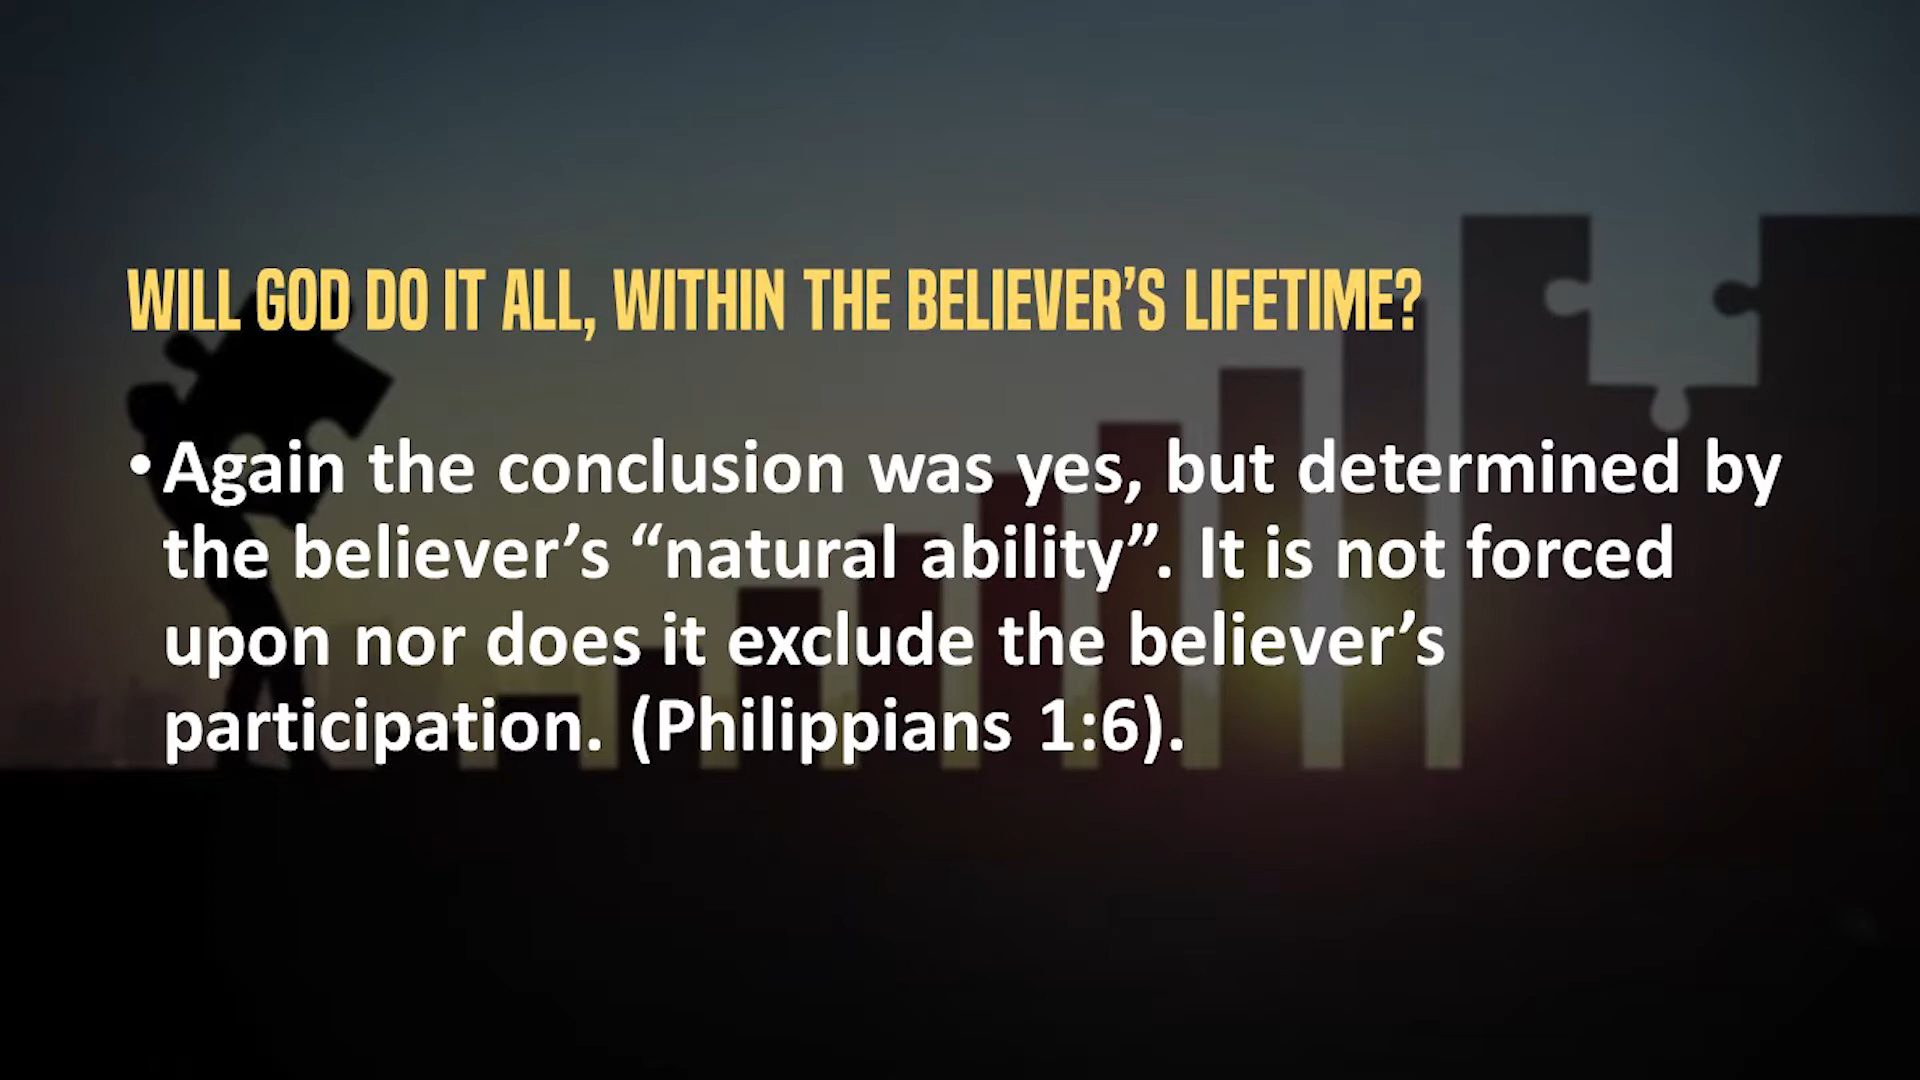 WILL GOD DO IT ALL, WITHIN THE BELIEVER’S LIFETIME?
•Again the conclusion was yes, but determined by
the believer’s “natural ability”. It is not forced
upon nor does it exclude the believer’s
participation. (Philippians 1:6).